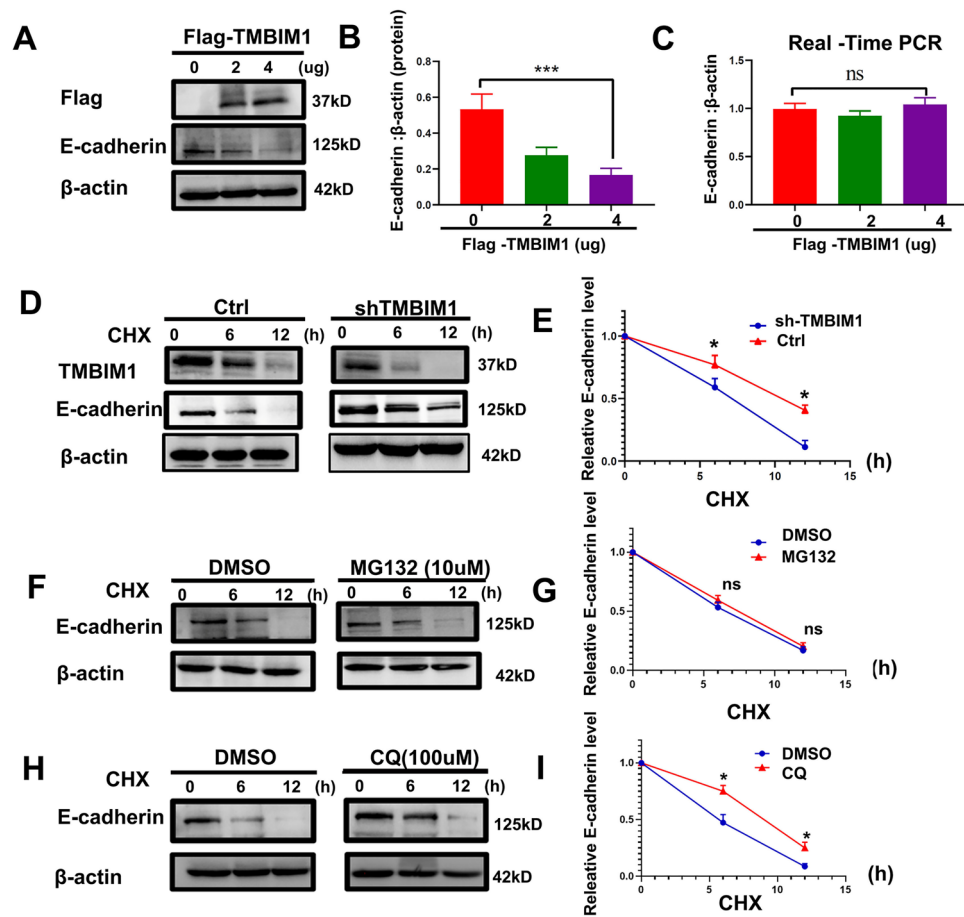 A
Flag-TMBIM1
0 2 4 (ug)
Flag 37kD
E-cadherin 125kD
β-actin 42kD
B
E-cadherin :β-actin (protein)
0.8
0.6
0.4
0.2
0.0
***
0 2 4
Flag -TMBIM1 (ug)
C
Real -Time PCR
E-cadherin :β-actin
1.5
1.0
0.5
0.0
ns
0 2 4
Flag -TMBIM1 (ug)
D
Ctrl shTMBIM1
CHX 0 6 12 (h) 0 6 12 (h)
TMBIM1 37kD
E-cadherin 125kD
β-actin 42kD
E
Releative E-cadherin level
sh-TMBIM1
Ctrl
1.0
0.5
0.0
* *
0 5 10 15 (h)
CHX
F
DMSO MG132 (10uM)
CHX 0 6 12 (h) 0 6 12 (h)
E-cadherin 125kD
β-actin 42kD
G
Releative E-cadherin level
DMSO
MG132
1.0
0.5
0.0
ns ns
0 5 10 15 (h)
CHX
H
DMSO CQ(100uM)
CHX 0 6 12 (h) 0 6 12 (h)
E-cadherin 125kD
β-actin 42kD
I
Releative E-cadherin level
DMSO
CQ
1.0
0.5
0.0
* *
0 5 10 15 (h)
CHX